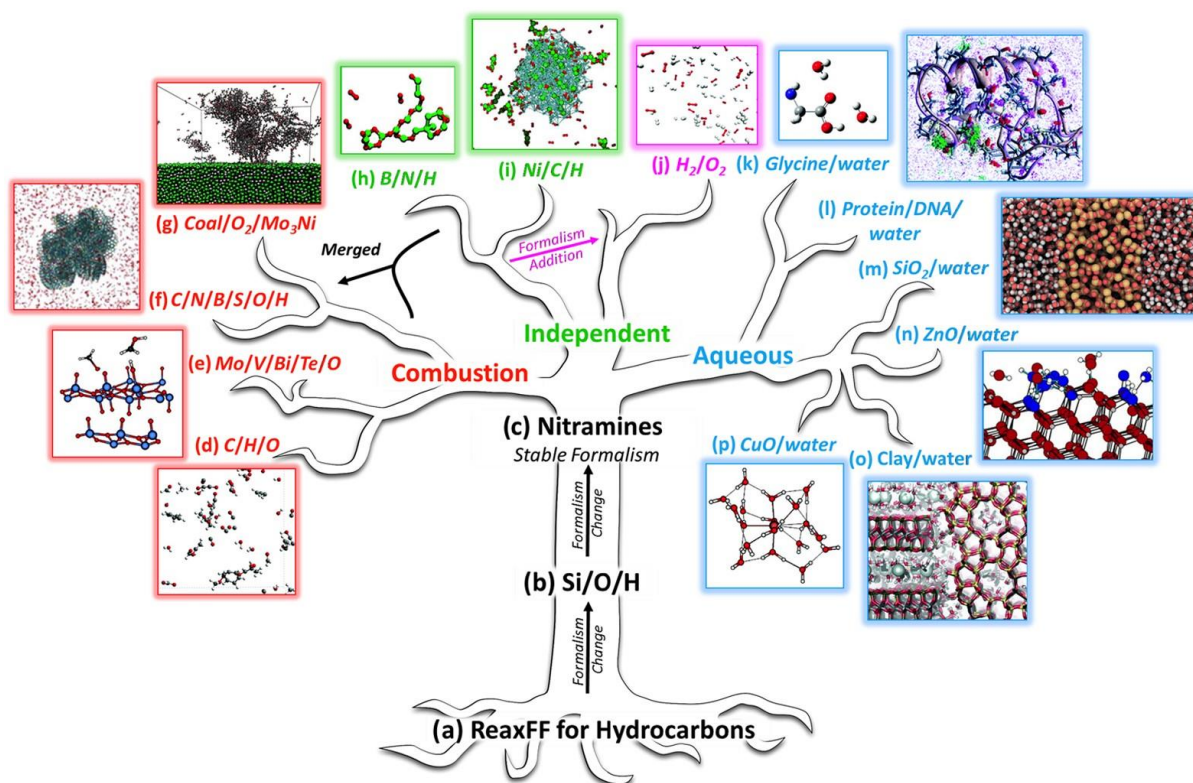 (h) B/N/H
(i) Ni/C/H
(j) H₂/O₂
(k) Glycine/water
(g) Coal/O₂/Mo₃Ni
Merged
Formalism
Addition
(l) Protein/DNA/
water
(m) SiO₂/water
(f) C/N/B/S/O/H
Independent
(n) ZnO/water
(e) Mo/V/Bi/Te/O
Combustion
Aqueous
(d) C/H/O
(c) Nitramines
Stable Formalism
(p) CuO/water
(o) Clay/water
Formalism
Change
(b) Si/O/H
Formalism
Change
(a) ReaxFF for Hydrocarbons